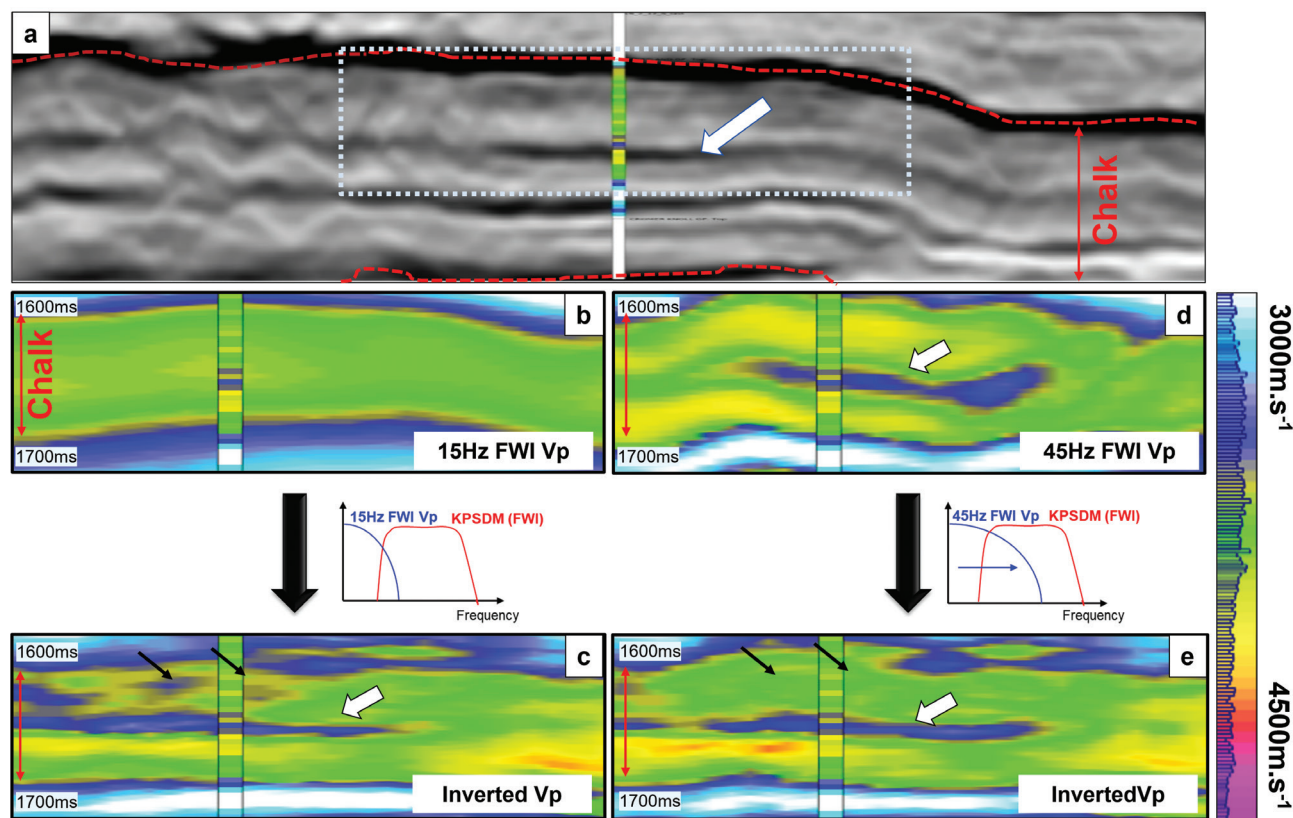 a
Chalk
1600ms
b
Chalk
1700ms
15Hz FWI Vp
1600ms
d
1700ms
45Hz FWI Vp
3000m.s⁻¹
4500m.s⁻¹
15Hz FWI Vp
KPSDM (FWI)
Frequency
45Hz FWI Vp
KPSDM (FWI)
Frequency
1600ms
c
1700ms
Inverted Vp
1600ms
e
1700ms
InvertedVp